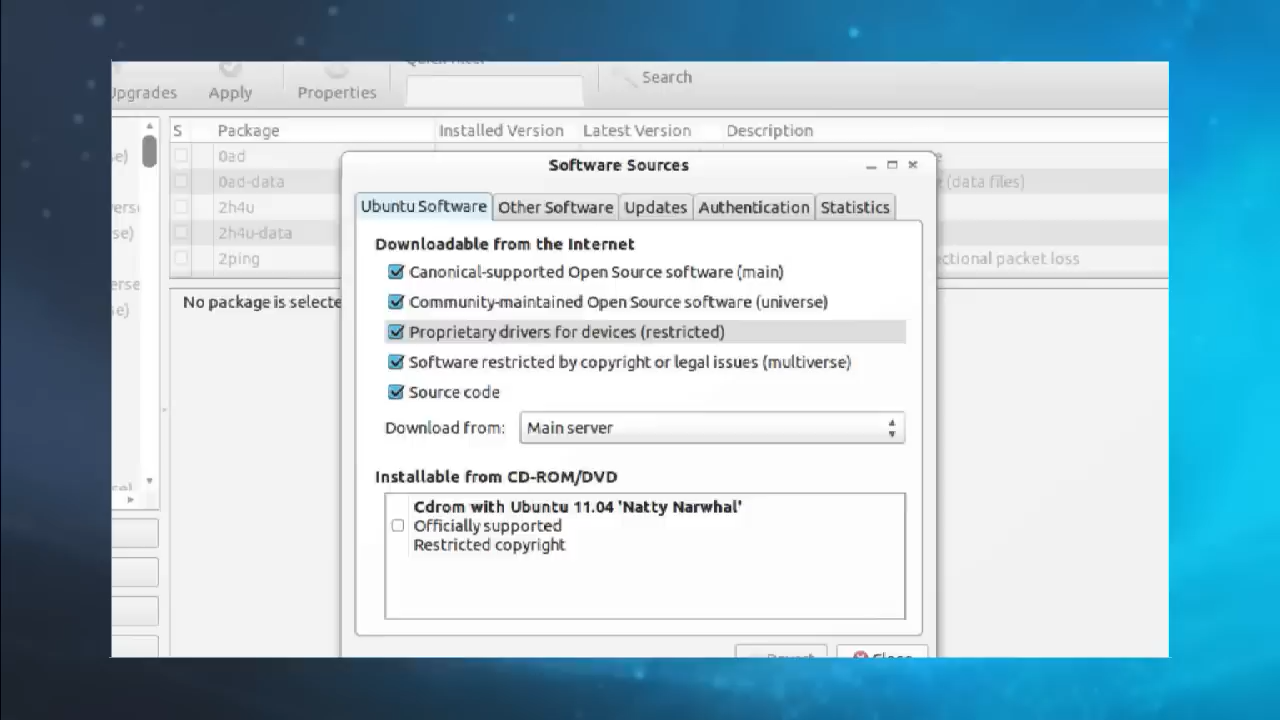 Search
Upgrades Apply Properties
S Package Installed Version Latest Version Description
0ad
0ad-data (data files)
2h4u
2h4u-data
2ping ectional packet loss
No package is selecte
Software Sources
Ubuntu Software Other Software Updates Authentication Statistics
Downloadable from the Internet
Canonical-supported Open Source software (main)
Community-maintained Open Source software (universe)
Proprietary drivers for devices (restricted)
Software restricted by copyright or legal issues (multiverse)
Source code
Download from: Main server
Installable from CD-ROM/DVD
Cdrom with Ubuntu 11.04 'Natty Narwhal'
Officially supported
Restricted copyright
Close